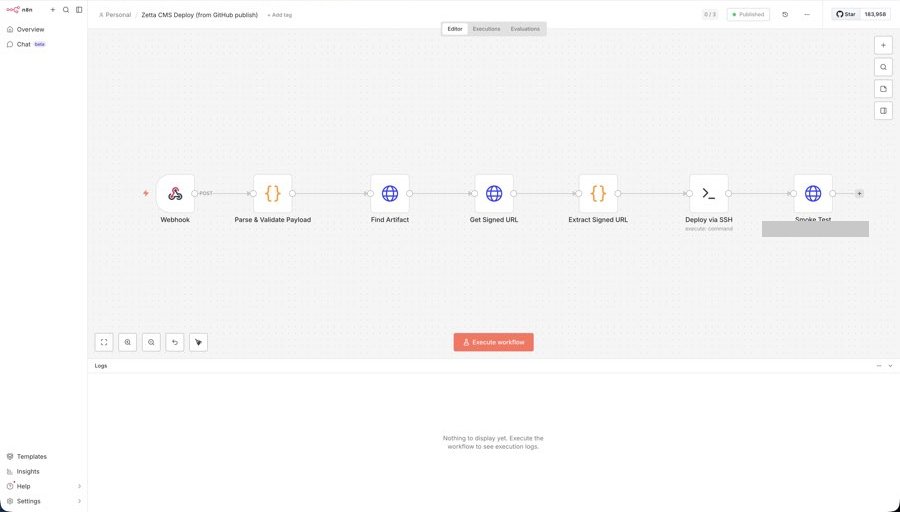 n8n
Personal / Zetta CMS Deploy (from GitHub publish) + Add tag
0 / 3
Published
Star 183,956
Overview
Chat beta
Editor Executions Evaluations
POST
Webhook
Parse & Validate Payload
Find Artifact
Get Signed URL
Extract Signed URL
Deploy via SSH
execute: command
Smoke Test
Execute workflow
Logs
Nothing to display yet. Execute the
workflow to see execution logs.
Templates
Insights
Help
Settings